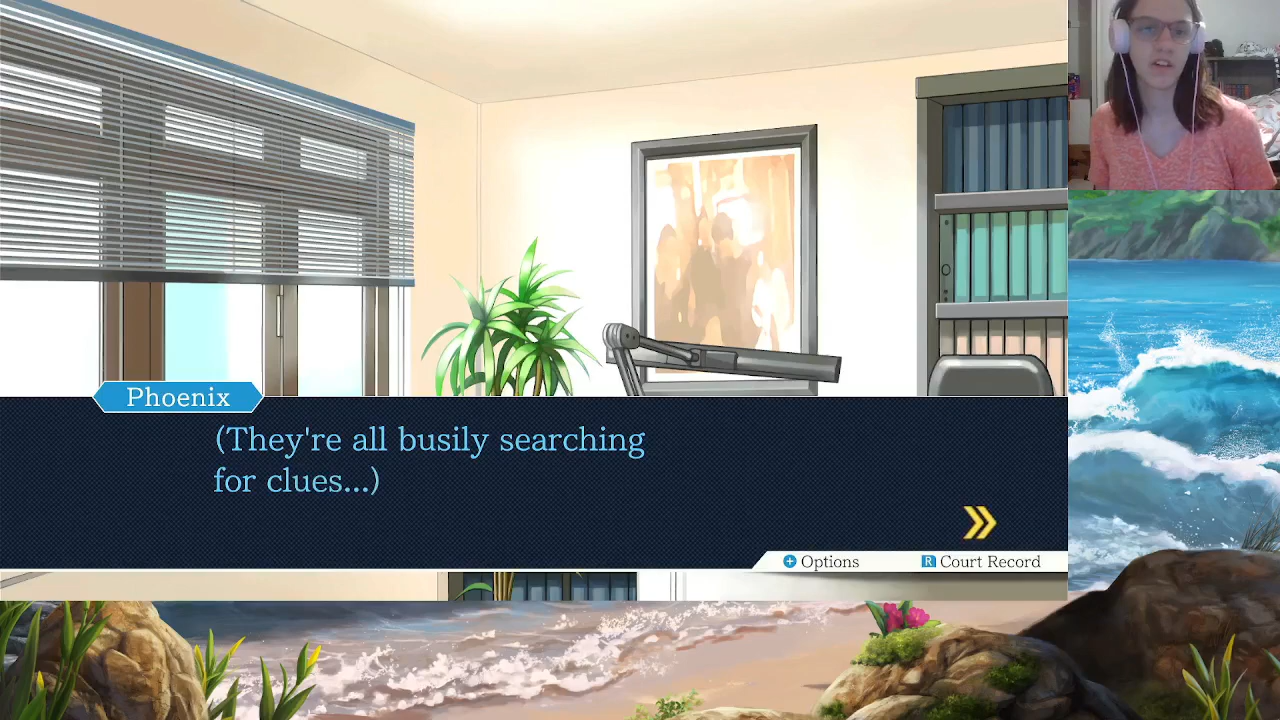 Phoenix
(They're all busily searching
for clues...)
+ Options
R Court Record